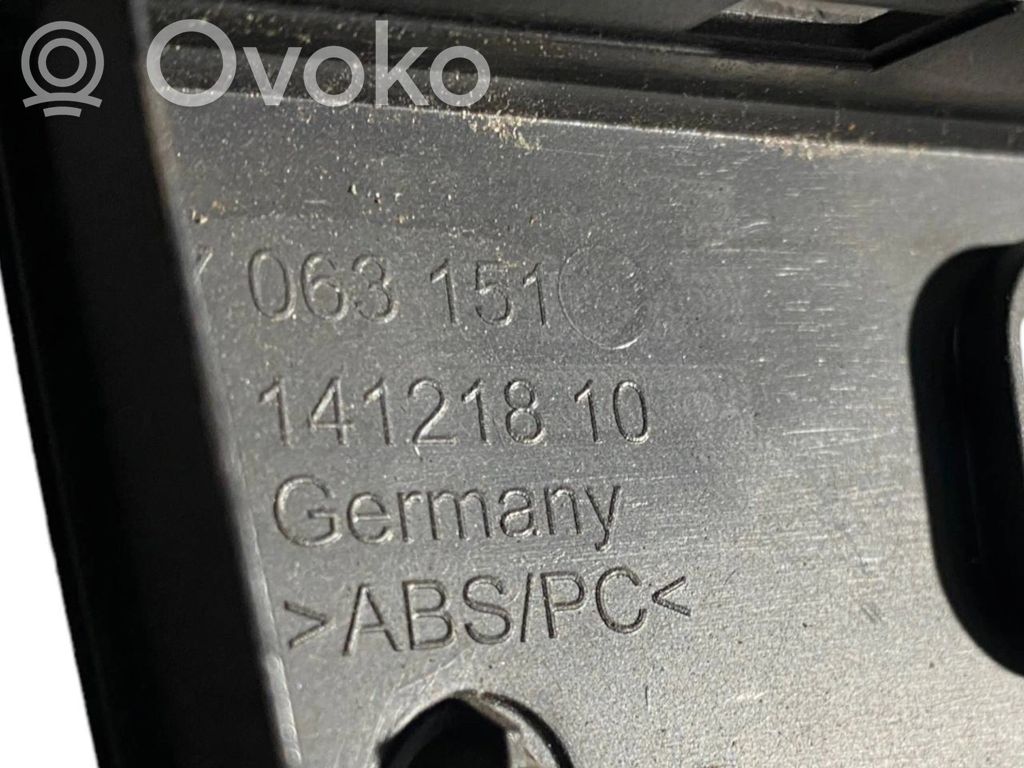 Ovoko
063 151
141218 10
Germany
>ABS/PC<